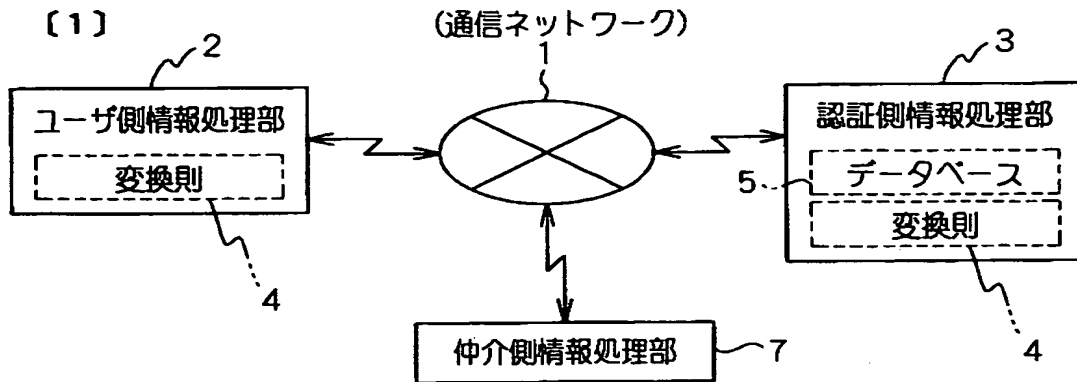 〔1〕
(通信ネットワーク)
1
2
ユーザ側情報処理部
変換則
4
3
認証側情報処理部
5
データベース
変換則
4
仲介側情報処理部
7